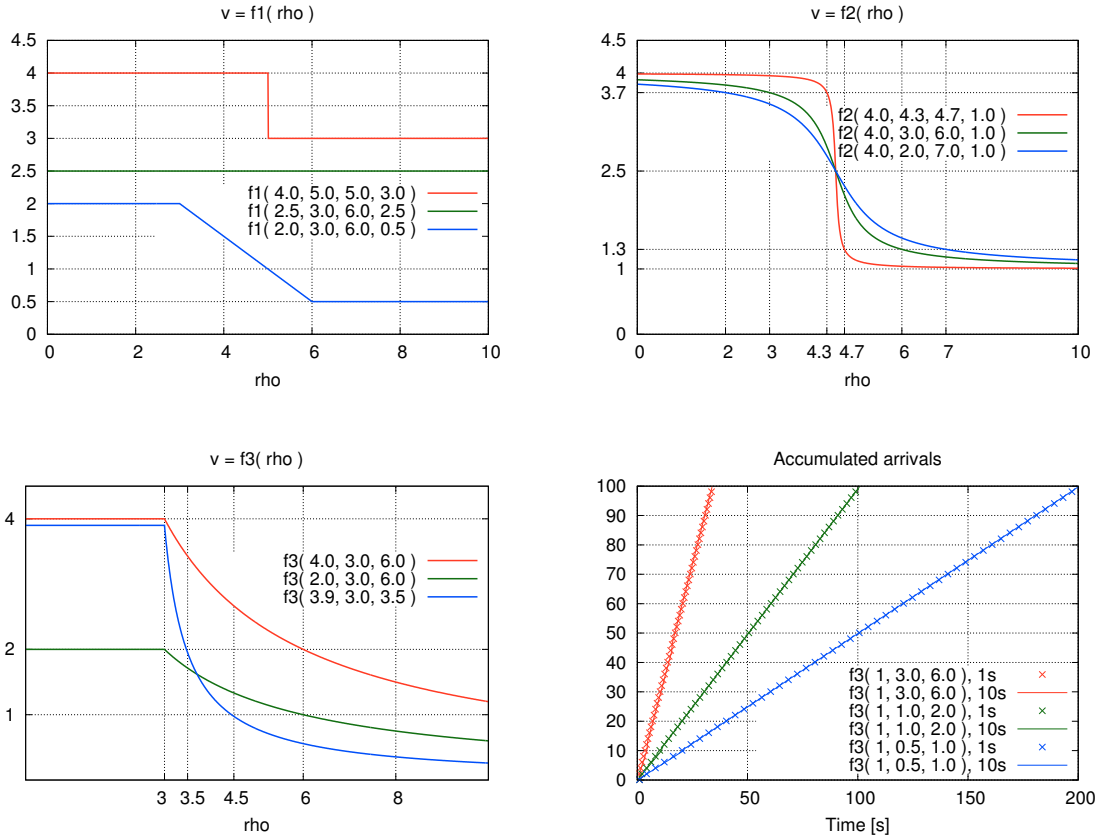 v = f1( rho )
4.5
4
3.5
3
2.5
2
1.5
1
0.5
0
f1( 4.0, 5.0, 5.0, 3.0 )
f1( 2.5, 3.0, 6.0, 2.5 )
f1( 2.0, 3.0, 6.0, 0.5 )
0 2 4 6 8 10
rho
v = f2( rho )
4.5
4
3.7
2.5
1.3
1
0
f2( 4.0, 4.3, 4.7, 1.0 )
f2( 4.0, 3.0, 6.0, 1.0 )
f2( 4.0, 2.0, 7.0, 1.0 )
0 2 3 4.3 4.7 6 7 10
rho
v = f3( rho )
4
2
1
f3( 4.0, 3.0, 6.0 )
f3( 2.0, 3.0, 6.0 )
f3( 3.9, 3.0, 3.5 )
3 3.5 4.5 6 8
rho
Accumulated arrivals
100
90
80
70
60
50
40
30
20
10
0
f3( 1, 3.0, 6.0 ), 1s
f3( 1, 3.0, 6.0 ), 10s
f3( 1, 1.0, 2.0 ), 1s
f3( 1, 1.0, 2.0 ), 10s
f3( 1, 0.5, 1.0 ), 1s
f3( 1, 0.5, 1.0 ), 10s
0 50 100 150 200
Time [s]